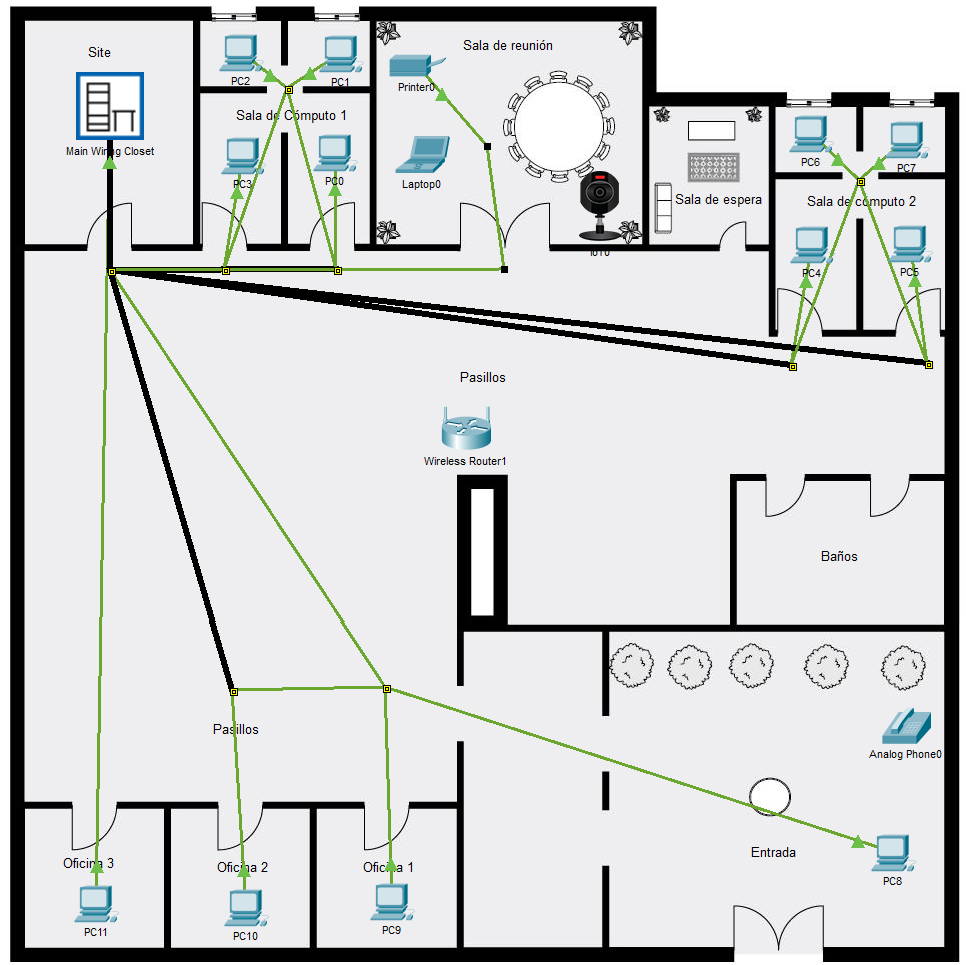 Site
Main Wiring Closet
PC2
PC1
Sala de Cómputo 1
PC3
PC0
Sala de reunión
Printer0
Laptop0
IoT0
Sala de espera
PC6
PC7
Sala de cómputo 2
PC4
PC5
Pasillos
Wireless Router1
Baños
Pasillos
Analog Phone0
Entrada
PC8
Oficina 3
PC11
Oficina 2
PC10
Oficina 1
PC9